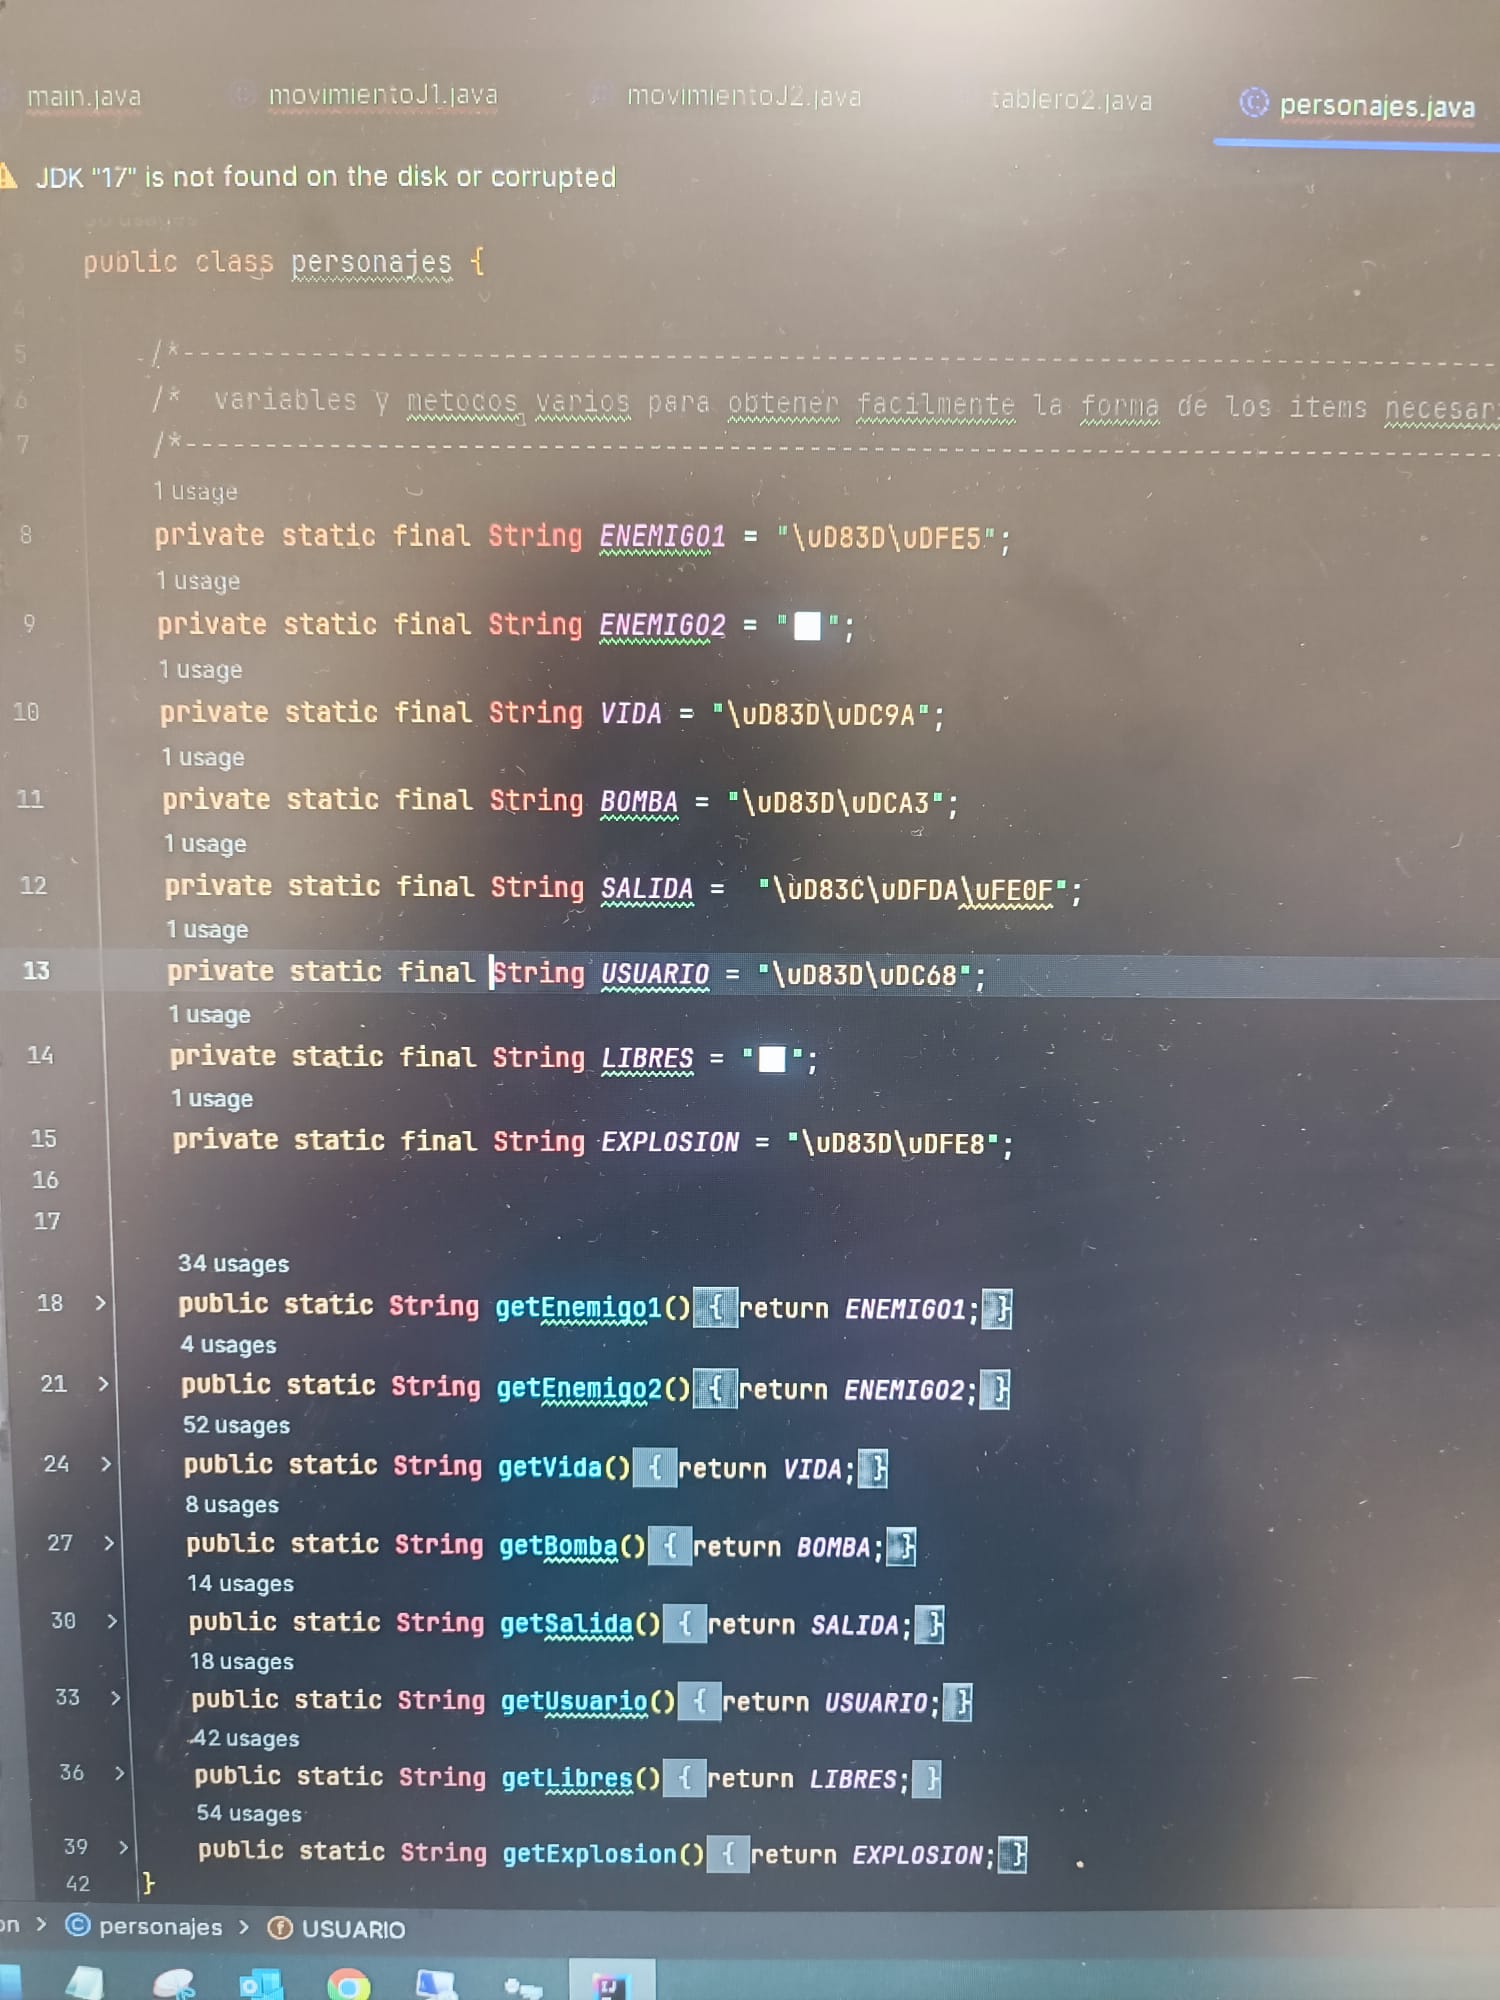 main.java movimientoJ1.java movimientoJ2.java tablero2.java personajes.java
JDK "17" is not found on the disk or corrupted
3 public class personajes {
4
5 /*------------------------------------------------------------
6 /* variables y metodos varios para obtener facilmente la forma de los items necesar
7 /*------------------------------------------------------------
1 usage
8 private static final String ENEMIGO1 = "\uD83D\uDFE5";
1 usage
9 private static final String ENEMIGO2 = "⬜";
1 usage
10 private static final String VIDA = "\uD83D\uDC9A";
1 usage
11 private static final String BOMBA = "\uD83D\uDCA3";
1 usage
12 private static final String SALIDA = "\uD83C\uDFDA\uFE0F";
1 usage
13 private static final String USUARIO = "\uD83D\uDC68";
1 usage
14 private static final String LIBRES = "⬜";
1 usage
15 private static final String EXPLOSION = "\uD83D\uDFE8";
16
17
34 usages
18 public static String getEnemigo1() { return ENEMIGO1; }
4 usages
21 public static String getEnemigo2() { return ENEMIGO2; }
52 usages
24 public static String getVida() { return VIDA; }
8 usages
27 public static String getBomba() { return BOMBA; }
14 usages
30 public static String getSalida() { return SALIDA; }
18 usages
33 public static String getUsuario() { return USUARIO; }
42 usages
36 public static String getLibres() { return LIBRES; }
54 usages
39 public static String getExplosion() { return EXPLOSION; }
42 }
on > personajes > USUARIO